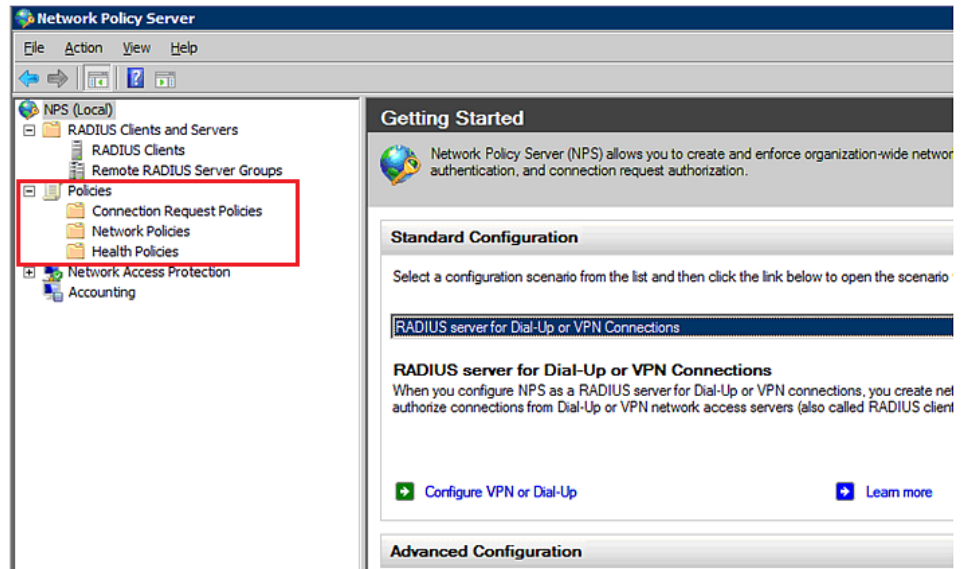 Network Policy Server
File Action View Help
NPS (Local)
RADIUS Clients and Servers
RADIUS Clients
Remote RADIUS Server Groups
Policies
Connection Request Policies
Network Policies
Health Policies
Network Access Protection
Accounting
Getting Started
Network Policy Server (NPS) allows you to create and enforce organization-wide networ
authentication, and connection request authorization.
Standard Configuration
Select a configuration scenario from the list and then click the link below to open the scenario
RADIUS server for Dial-Up or VPN Connections
RADIUS server for Dial-Up or VPN Connections
When you configure NPS as a RADIUS server for Dial-Up or VPN connections, you create net
authorize connections from Dial-Up or VPN network access servers (also called RADIUS client
Configure VPN or Dial-Up
Learn more
Advanced Configuration